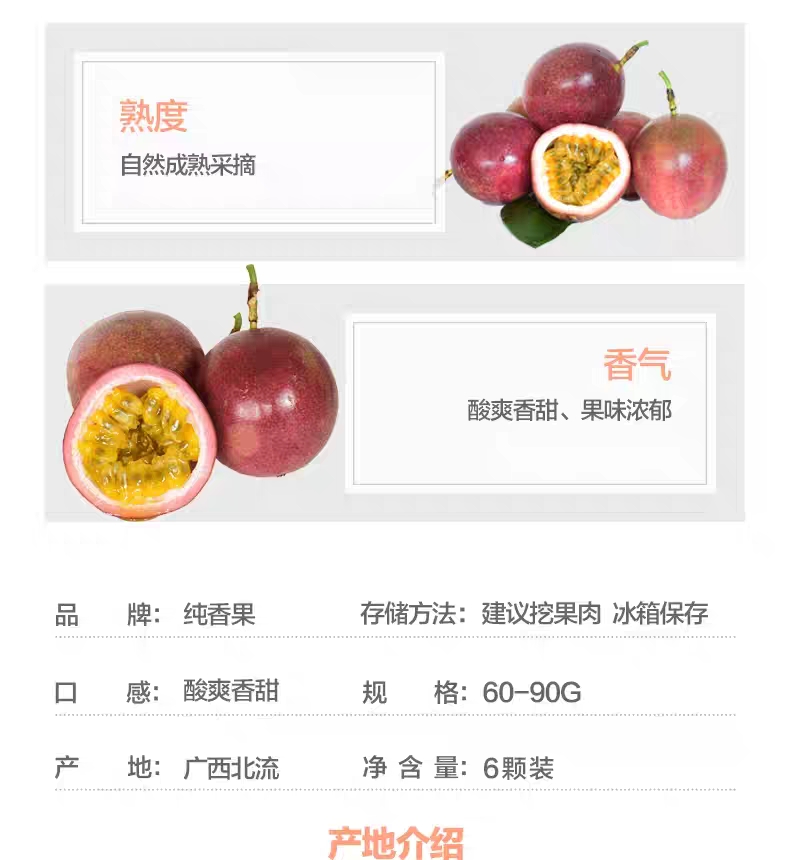 熟度
自然成熟采摘
香气
酸爽香甜、果味浓郁
品 牌： 纯香果 存储方法： 建议挖果肉 冰箱保存
口 感： 酸爽香甜 规 格： 60-90G
产 地： 广西北流 净含量： 6颗装
产地介绍